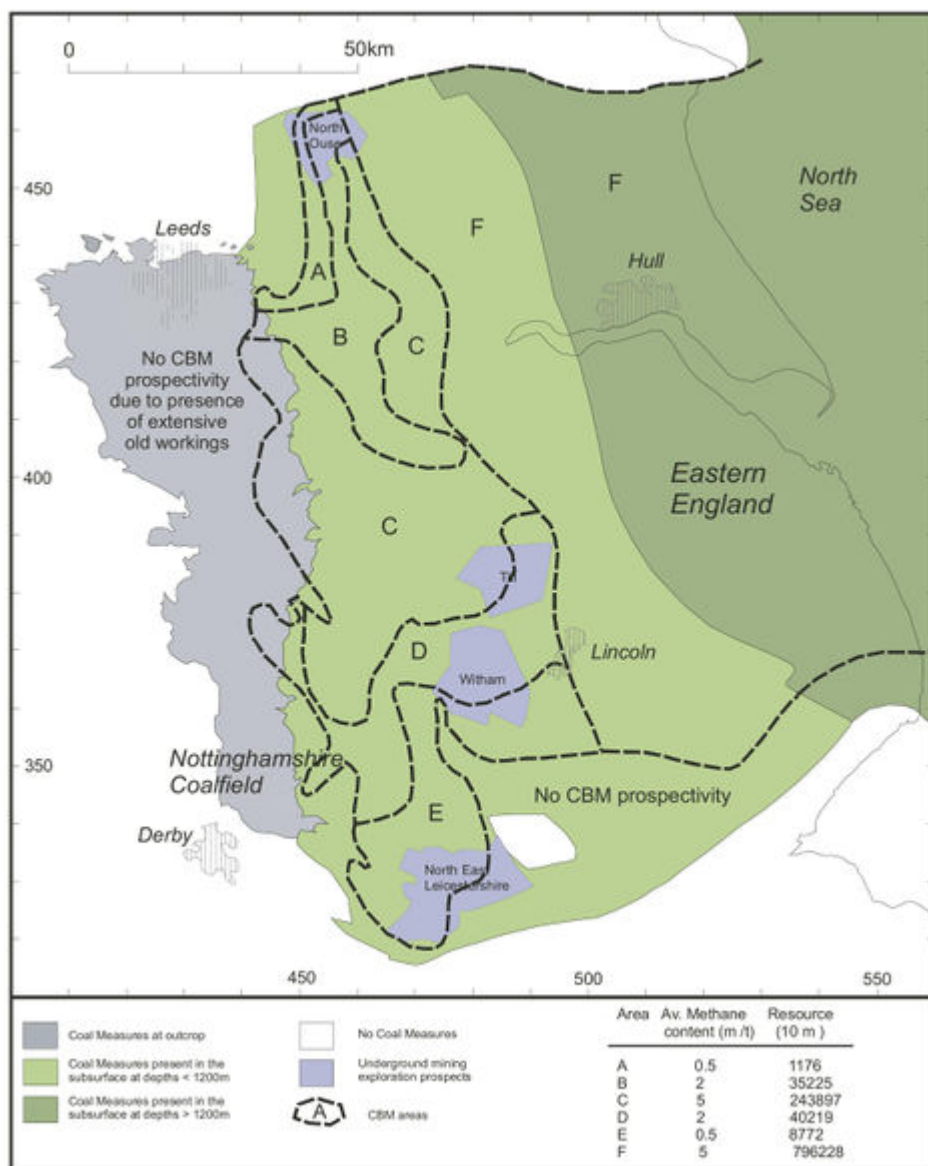 0
50km
North
Ouse
450
Leeds
North
Sea
F
F
Hull
A
B
C
No CBM
prospectivity
due to presence
of extensive
old workings
400
Eastern
England
C
Till
D
Lincoln
Witham
350
Nottinghamshire
Coalfield
No CBM prospectivity
E
Derby
North East
Leicestershire
450
500
550
Coal Measures at outcrop
Coal Measures present in the
subsurface at depths < 1200m
Coal Measures present in the
subsurface at depths > 1200m
No Coal Measures
Underground mining
exploration prospects
A
CBM areas
Area Av. Methane Resource
content (m /t) (10 m )
A 0.5 1176
B 2 35225
C 5 243897
D 2 40219
E 0.5 8772
F 5 796228